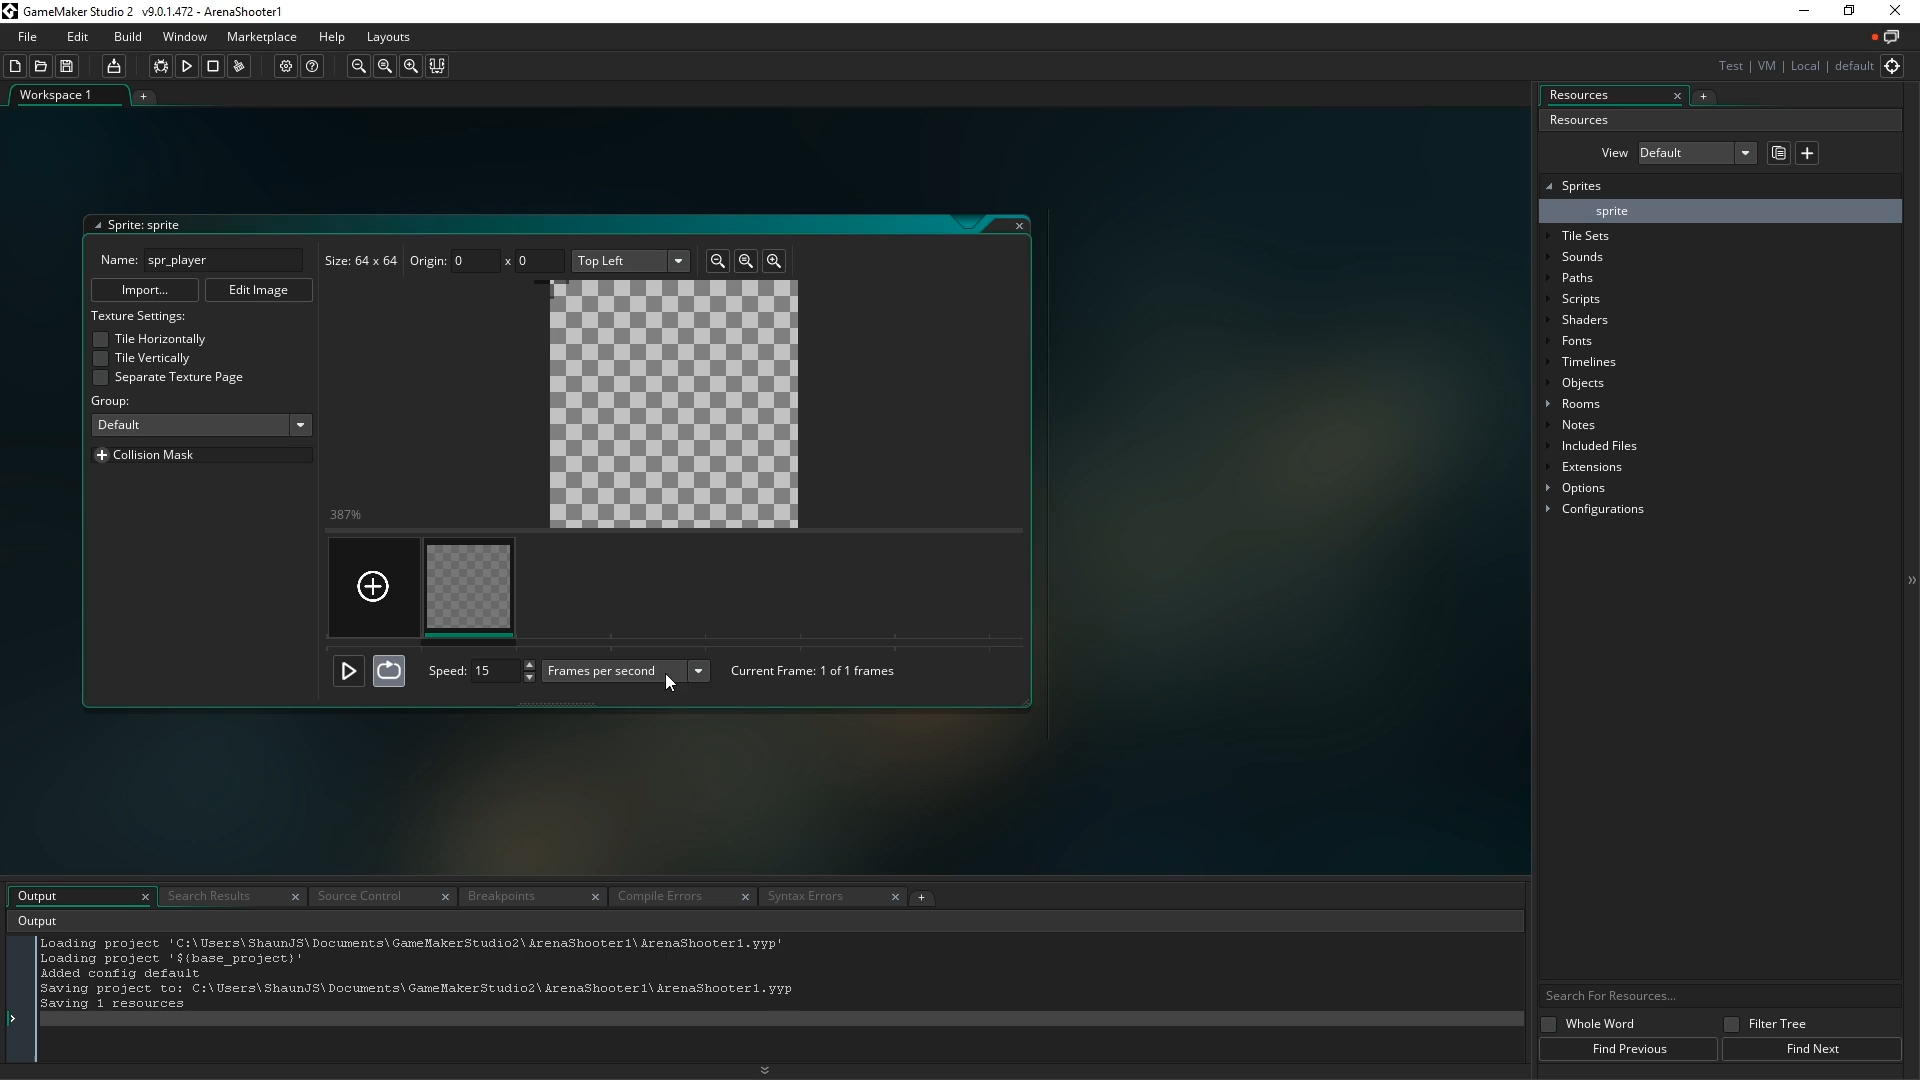 GameMaker Studio 2 v9.0.1.472 - ArenaShooter1
File Edit Build Window Marketplace Help Layouts
Test | VM | Local | default
Workspace 1
+
Resources
Resources
View Default
Sprites
sprite
Tile Sets
Sounds
Paths
Scripts
Shaders
Fonts
Timelines
Objects
Rooms
Notes
Included Files
Extensions
Options
Configurations
Sprite: sprite
Name: spr_player
Import... Edit Image
Texture Settings:
Tile Horizontally
Tile Vertically
Separate Texture Page
Group:
Default
Collision Mask
Size: 64 x 64 Origin: 0 x 0 Top Left
387%
Speed: 15 Frames per second Current Frame: 1 of 1 frames
Output Search Results Source Control Breakpoints Compile Errors Syntax Errors +
Output
Loading project 'C:\Users\ShaunJS\Documents\GameMakerStudio2\ArenaShooter1\ArenaShooter1.yyp'
Loading project '${base_project}'
Added config default
Saving project to: C:\Users\ShaunJS\Documents\GameMakerStudio2\ArenaShooter1\ArenaShooter1.yyp
Saving 1 resources
Search For Resources...
Whole Word Filter Tree
Find Previous Find Next